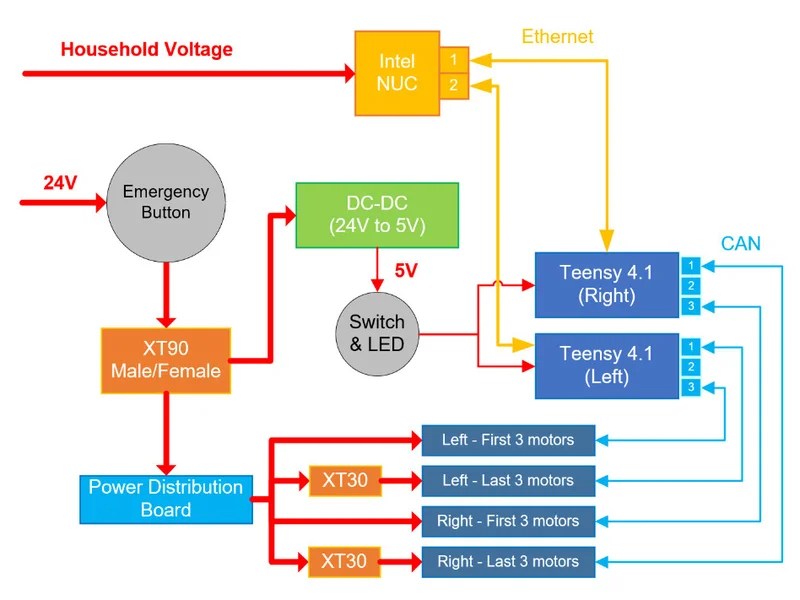 Ethernet
Household Voltage
Intel
NUC
1
2
24V
Emergency
Button
DC-DC
(24V to 5V)
5V
CAN
Teensy 4.1
(Right)
1
2
3
Switch
& LED
XT90
Male/Female
Teensy 4.1
(Left)
1
2
3
Left - First 3 motors
Power Distribution
Board
XT30
Left - Last 3 motors
Right - First 3 motors
XT30
Right - Last 3 motors